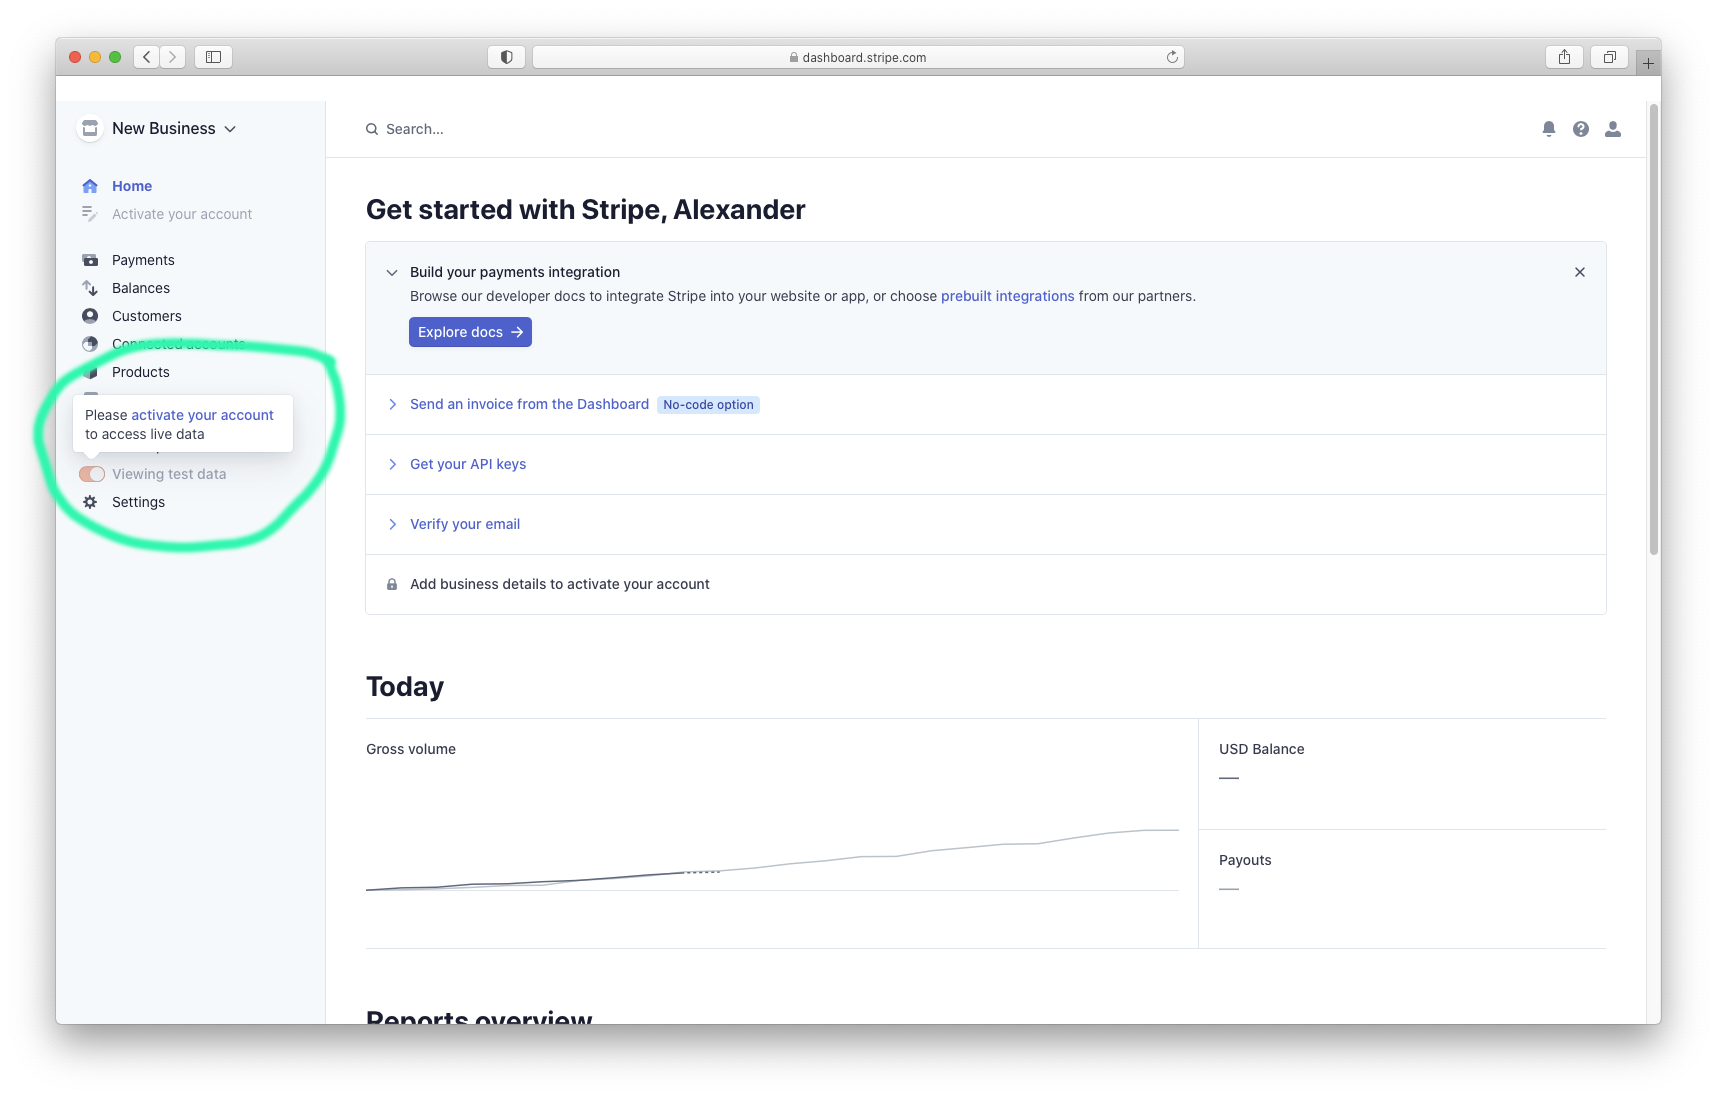 dashboard.stripe.com
New Business
Search...
Home
Activate your account
Payments
Balances
Customers
Connected accounts
Products
Please activate your account
to access live data
Viewing test data
Settings
Get started with Stripe, Alexander
Build your payments integration
Browse our developer docs to integrate Stripe into your website or app, or choose prebuilt integrations from our partners.
Explore docs →
Send an invoice from the Dashboard No-code option
Get your API keys
Verify your email
Add business details to activate your account
Today
Gross volume
USD Balance
—
Payouts
—
Reports overview